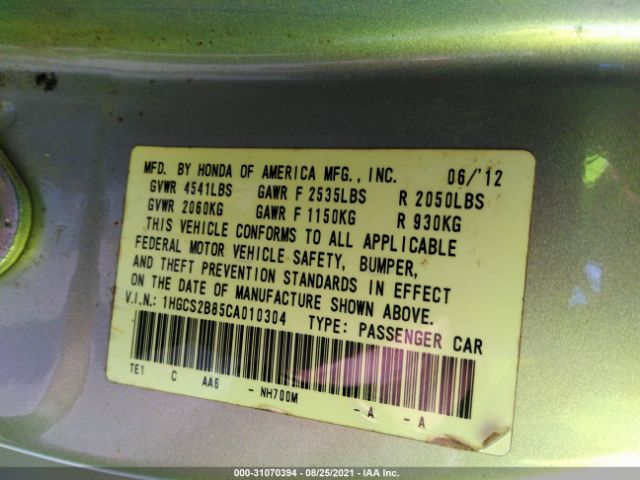 MFD. BY HONDA OF AMERICA MFG., INC. 06/'12
GVWR 4541LBS GAWR F 2535LBS R 2050LBS
GVWR 2060KG GAWR F 1150KG R 930KG
THIS VEHICLE CONFORMS TO ALL APPLICABLE
FEDERAL MOTOR VEHICLE SAFETY, BUMPER,
AND THEFT PREVENTION STANDARDS IN EFFECT
ON THE DATE OF MANUFACTURE SHOWN ABOVE.
V.I.N.: 1HGCS2B85CA010304 TYPE: PASSENGER CAR
TE1 C AA6 - NH700M - A - A
000-31070394 - 08/25/2021 - IAA Inc.